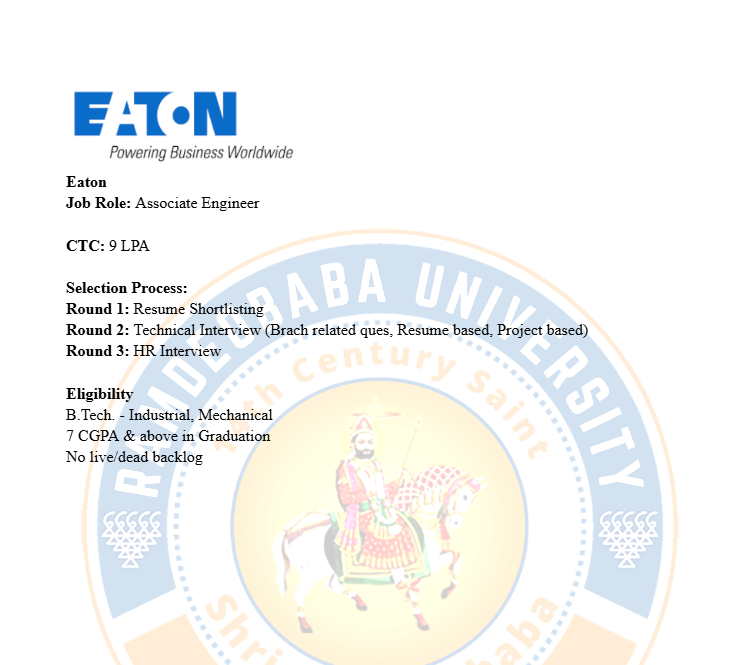 EATON
Powering Business Worldwide
Eaton
Job Role: Associate Engineer
CTC: 9 LPA
Selection Process:
Round 1: Resume Shortlisting
Round 2: Technical Interview (Brach related ques, Resume based, Project based)
Round 3: HR Interview
Eligibility
B.Tech. - Industrial, Mechanical
7 CGPA & above in Graduation
No live/dead backlog
RAMDEOBABA UNIVERSITY
14th Century Saint
Shri
baba